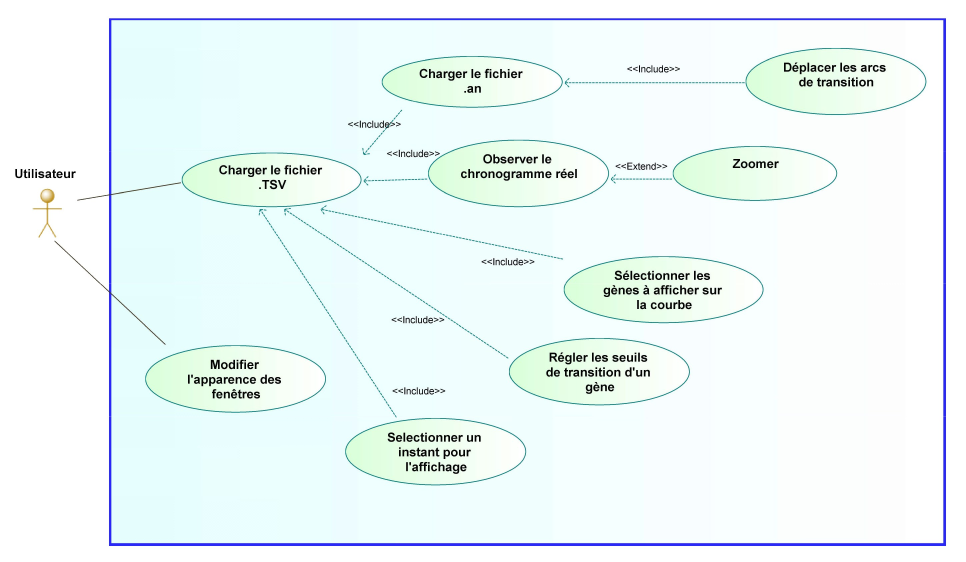 Charger le fichier
.an
<<Include>>
Déplacer les arcs
de transition
<<Include>>
<<Include>>
Observer le
chronogramme réel
<<Extend>>
Zoomer
Utilisateur
Charger le fichier
.TSV
<<Include>>
Sélectionner les
gènes à afficher sur
la courbe
<<Include>>
Régler les seuils
de transition d'un
gène
Modifier
l'apparence des
fenêtres
<<Include>>
Selectionner un
instant pour
l'affichage